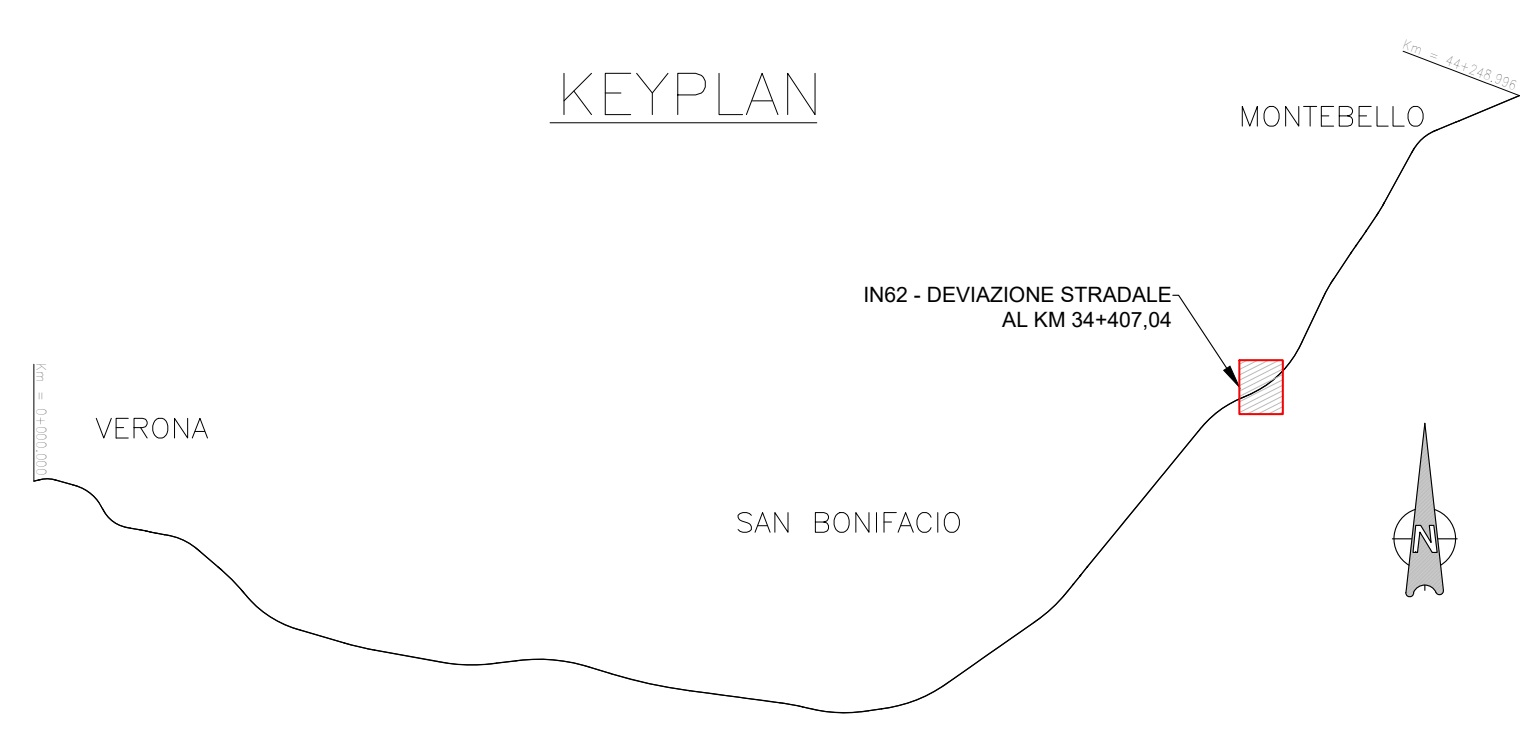 KEYPLAN
Km = 44+248.996
MONTEBELLO
IN62 - DEVIAZIONE STRADALE
AL KM 34+407,04
Km = 0+000.000
VERONA
SAN BONIFACIO
N